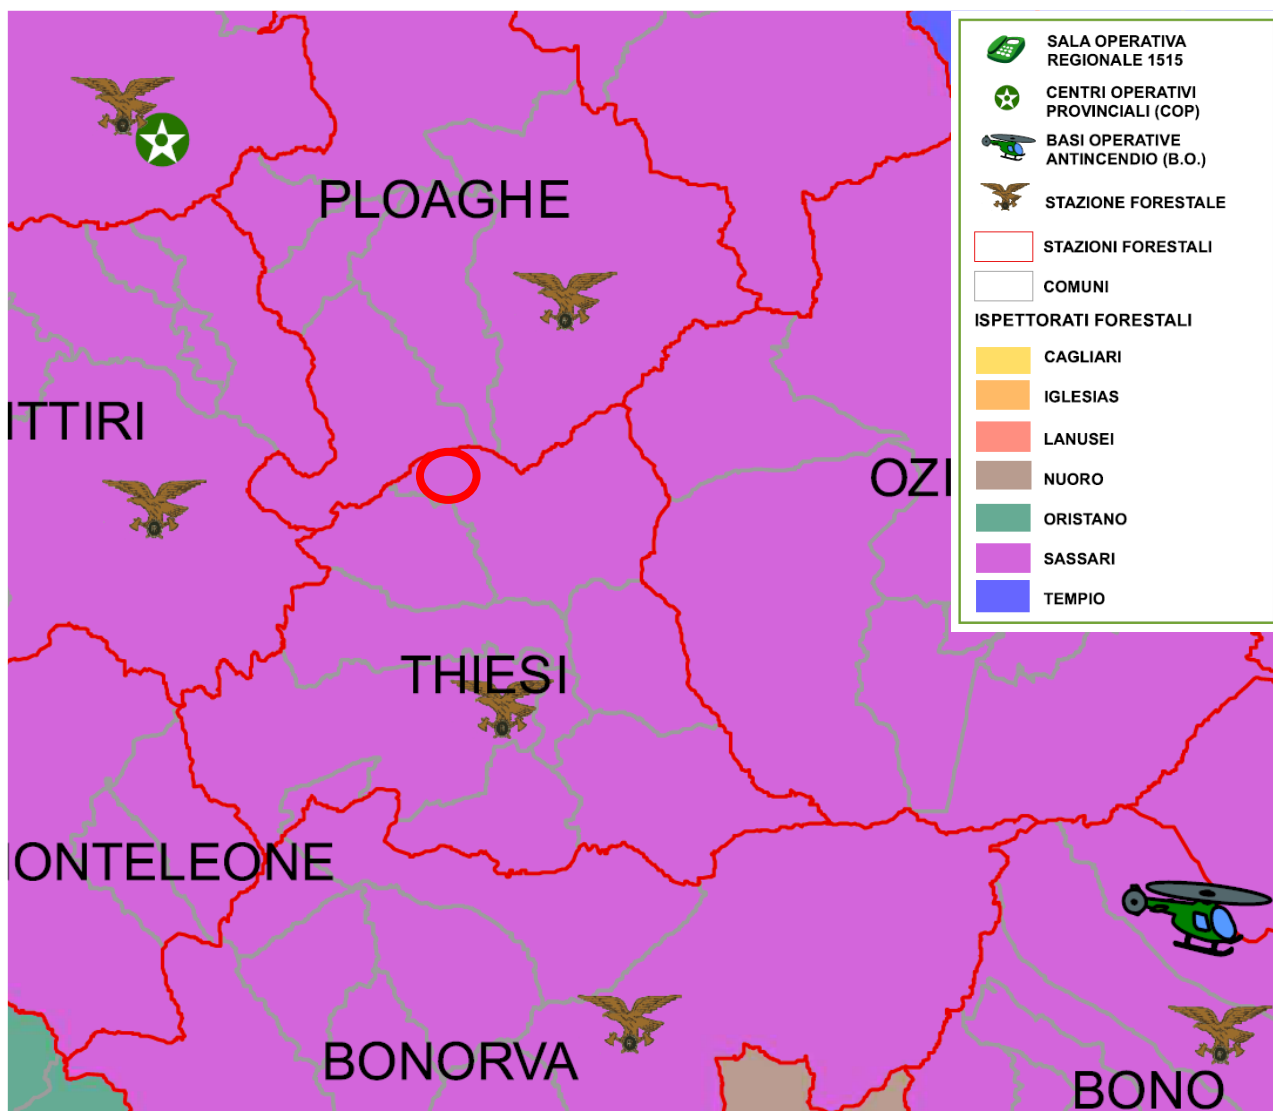 PLOAGHE
ITTIRI
OZI
THIESI
ONTELEONE
BONORVA
BONO
SALA OPERATIVA
REGIONALE 1515
CENTRI OPERATIVI
PROVINCIALI (COP)
BASI OPERATIVE
ANTINCENDIO (B.O.)
STAZIONE FORESTALE
STAZIONI FORESTALI
COMUNI
ISPETTORATI FORESTALI
CAGLIARI
IGLESIAS
LANUSEI
NUORO
ORISTANO
SASSARI
TEMPIO